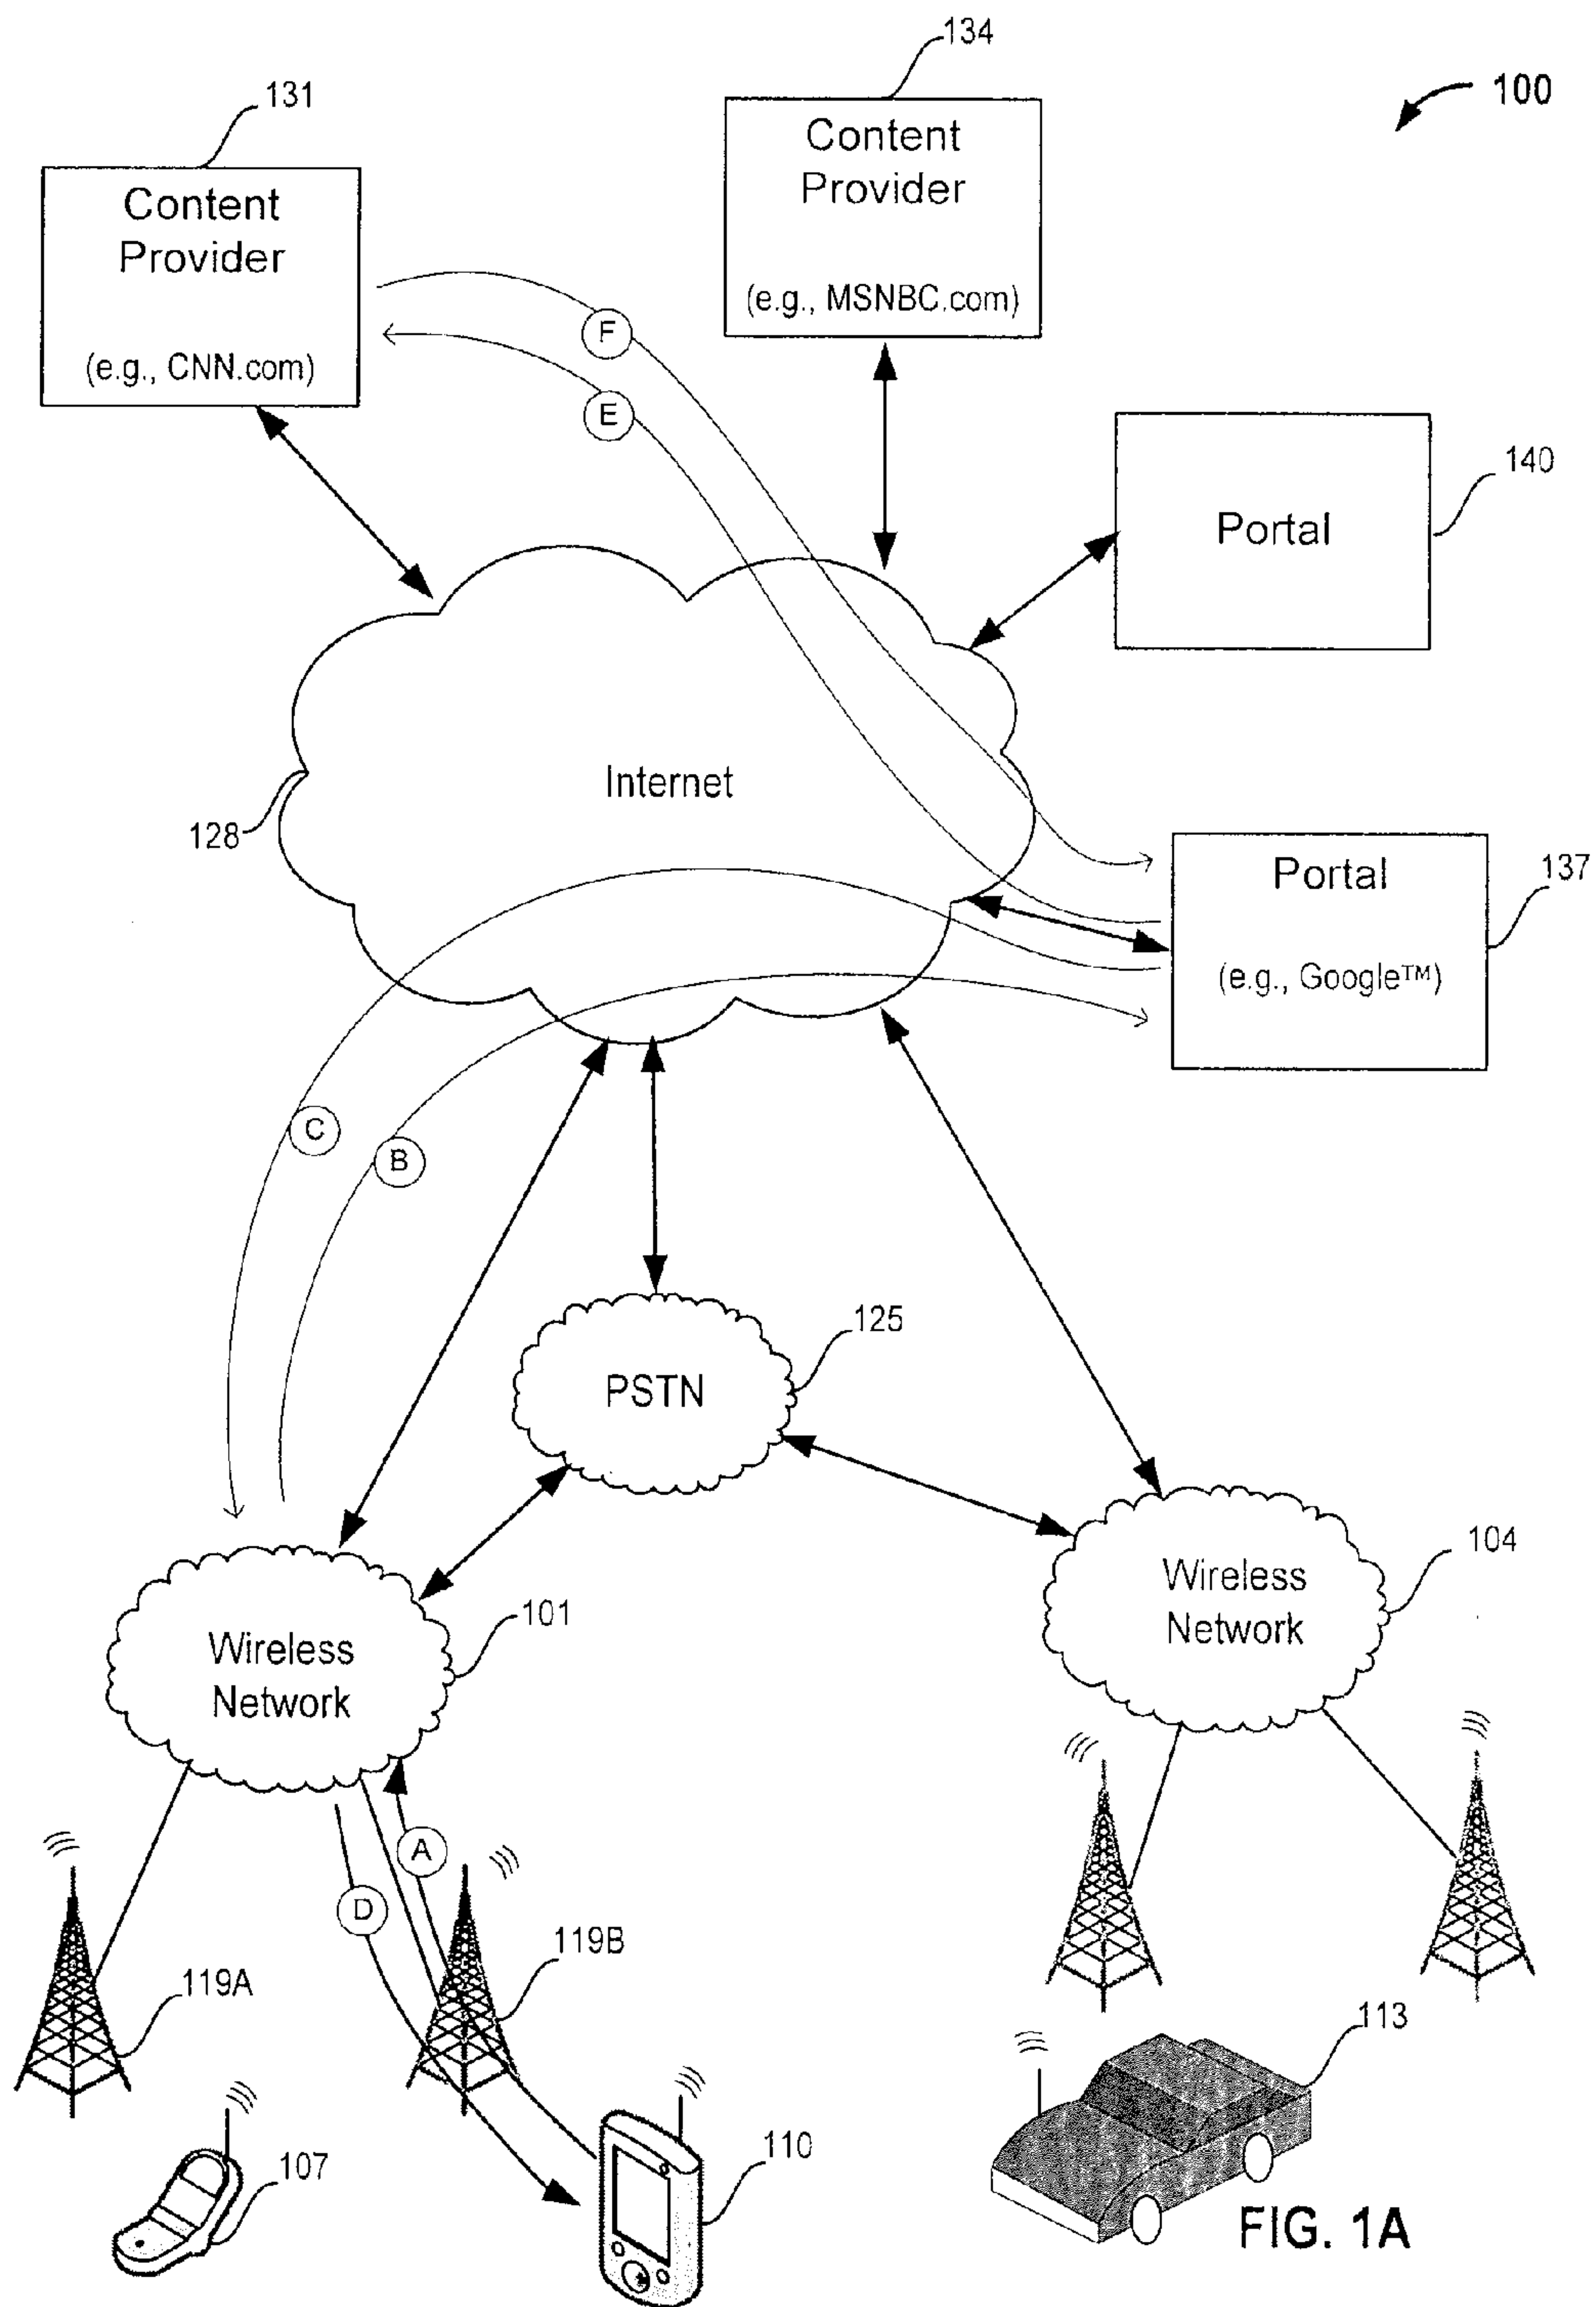 134
131
100
Content
Provider
(e.g., MSNBC.com)
Content
Provider
(e.g., CNN.com)
F
E
140
Portal
Internet
128
Portal
(e.g., Google™)
137
C
B
125
PSTN
104
Wireless
Network
101
Wireless
Network
A
D
119B
119A
113
107
110
FIG. 1A